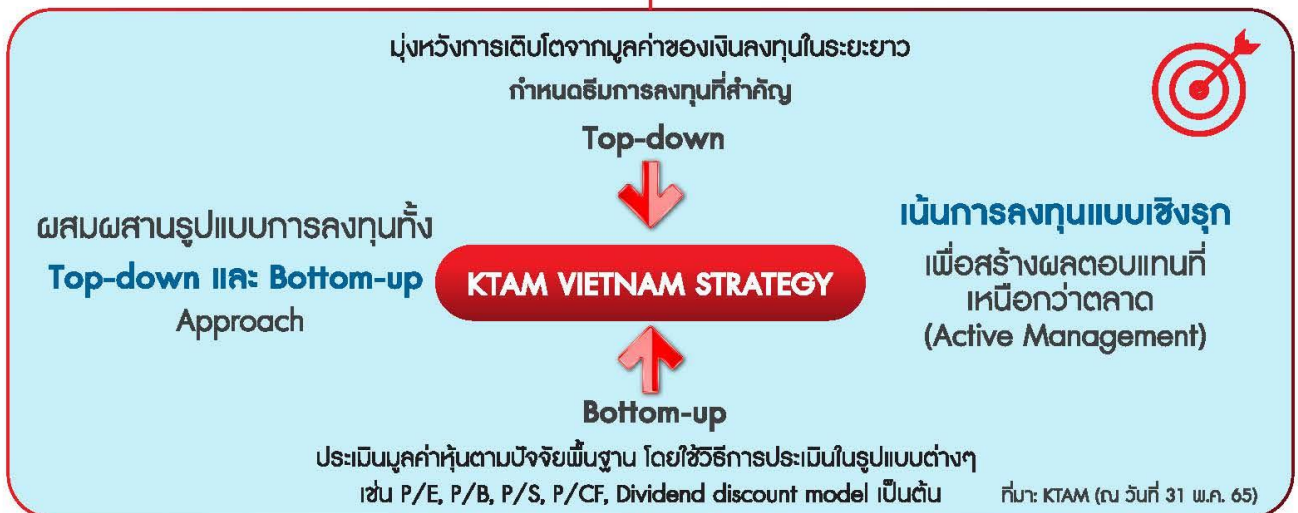 มุ่งหวังการเติบโตจากมูลค่าของเงินลงทุนในระยะยาว
กำหนดธีมการลงทุนที่สำคัญ
Top-down
ผสมผสานรูปแบบการลงทุนทั้ง
Top-down และ Bottom-up
Approach
KTAM VIETNAM STRATEGY
เน้นการลงทุนแบบเชิงรุก
เพื่อสร้างผลตอบแทนที่
เหนือกว่าตลาด
(Active Management)
Bottom-up
ประเมินมูลค่าหุ้นตามปัจจัยพื้นฐาน โดยใช้วิธีการประเมินในรูปแบบต่างๆ
เช่น P/E, P/B, P/S, P/CF, Dividend discount model เป็นต้น
ที่มา: KTAM (ณ วันที่ 31 พ.ค. 65)